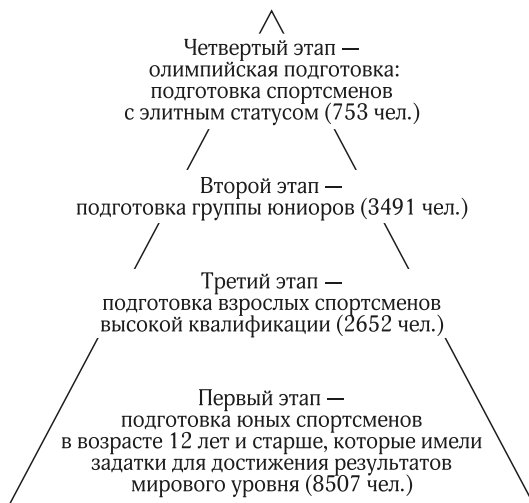 Четвертый этап —
олимпийская подготовка:
подготовка спортсменов
с элитным статусом (753 чел.)
Второй этап —
подготовка группы юниоров (3491 чел.)
Третий этап —
подготовка взрослых спортсменов
высокой квалификации (2652 чел.)
Первый этап —
подготовка юных спортсменов
в возрасте 12 лет и старше, которые имели
задатки для достижения результатов
мирового уровня (8507 чел.)